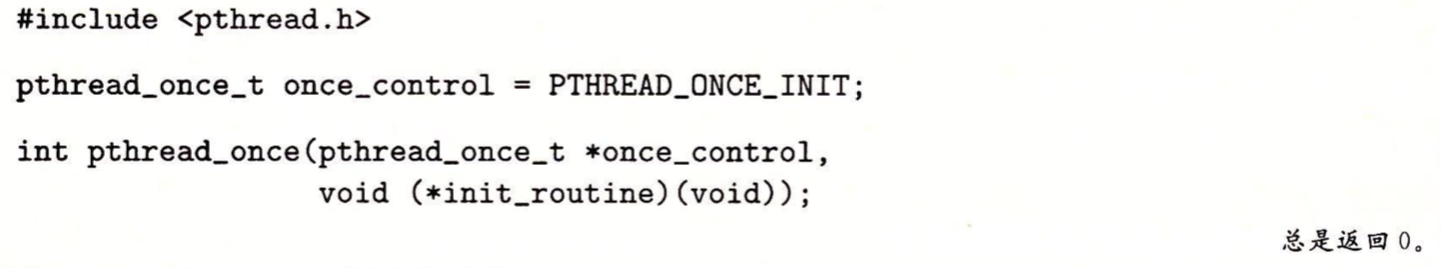 #include <pthread.h>
pthread_once_t once_control = PTHREAD_ONCE_INIT;
int pthread_once(pthread_once_t *once_control,
void (*init_routine)(void));
总是返回 0。